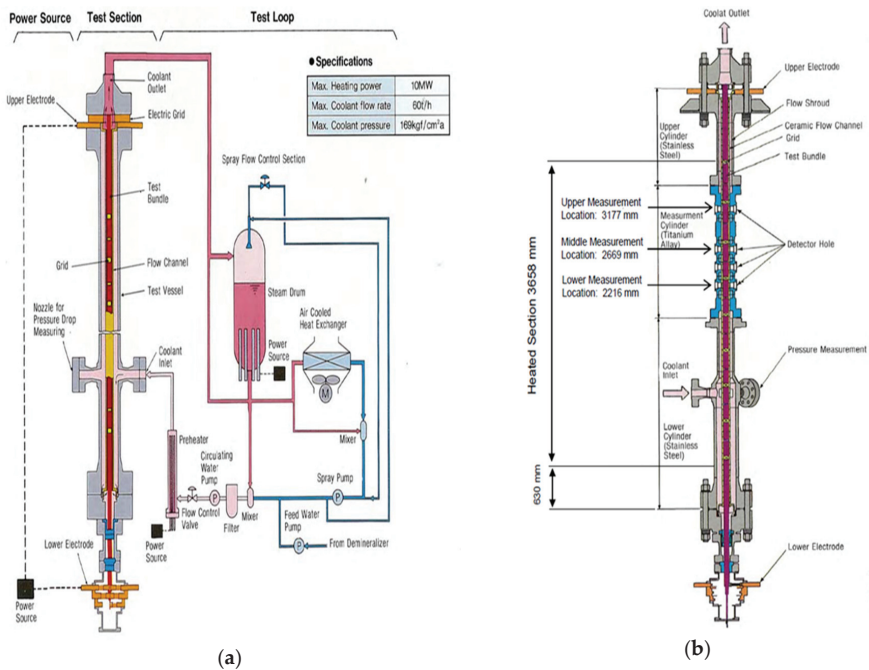 Power Source
Test Section
Test Loop
Coolant
Outlet
Upper Electrode
Electric Grid
● Specifications
Max. Heating power 10MW
Max. Coolant flow rate 60t/h
Max. Coolant pressure 169kgf/cm²a
Spray Flow Control Section
Test
Bundle
Grid
Flow Channel
Test Vessel
Nozzle for
Pressure Drop
Measuring
Coolant
Inlet
Steam Drum
Power
Source
Air Cooled
Heat Exchanger
M
Mixer
Preheater
Circulating
Water
Pump
P
Flow Control
Valve
Filter
Mixer
Spray Pump
P
Feed Water
Pump
P
From Demineralizer
Power
Source
Lower Electrode
Power
Source
(a)
Coolat Outlet
Upper Electrode
Flow Shroud
Ceramic Flow Channel
Grid
Test Bundle
Upper
Cylinder
(Stainless
Steel)
Upper Measurement
Location: 3177 mm
Measurment
Cylinder
(Titanium
Allay)
Middle Measurement
Location: 2669 mm
Detector Hole
Lower Measurement
Location: 2216 mm
Heated Section 3658 mm
Coolant
Inlet
Pressure Measurement
Lower
Cylinder
(Stainless
Steel)
630 mm
Lower Electrode
(b)